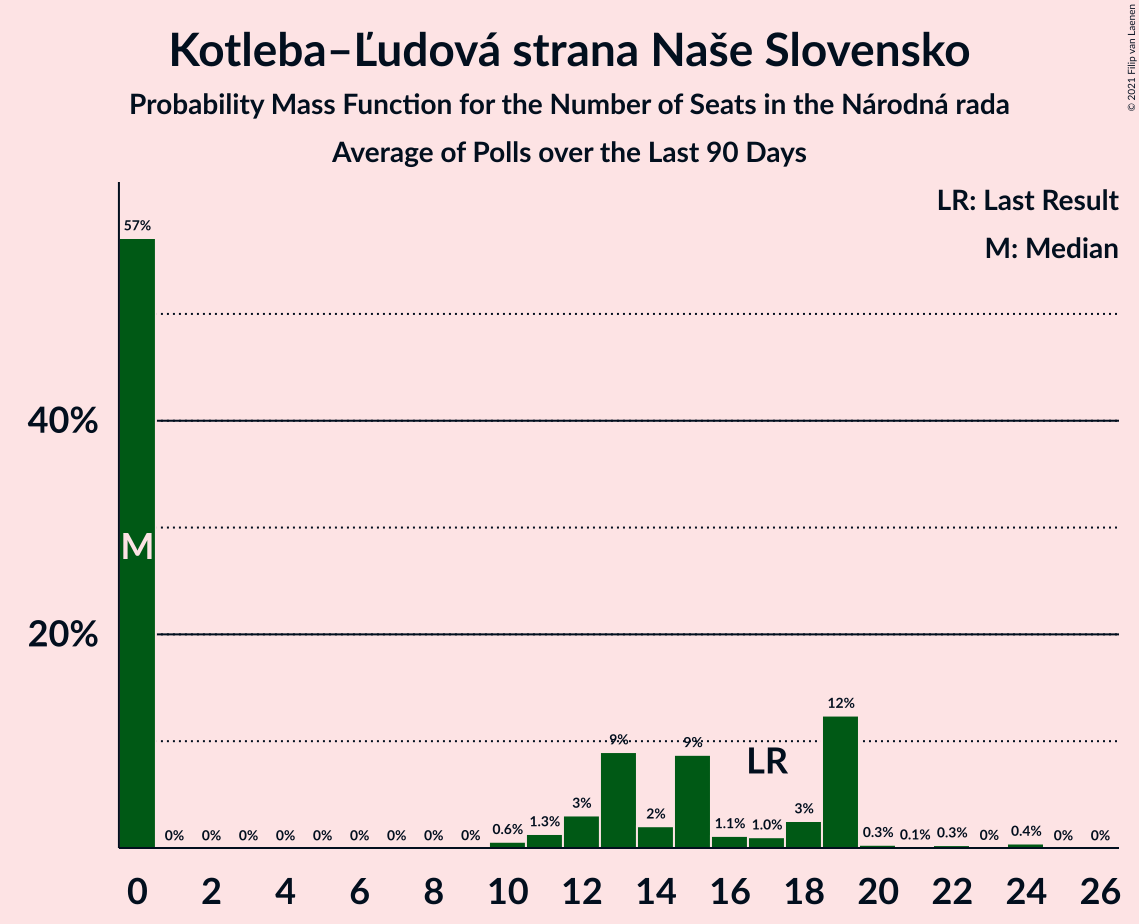 Kotleba–Ľudová strana Naše Slovensko
Probability Mass Function for the Number of Seats in the Národná rada
Average of Polls over the Last 90 Days
© 2021 Filip van Laenen
LR: Last Result
M: Median
57%
40%
M
20%
12%
9%
9%
LR
3%
2%
3%
0% 0% 0% 0% 0% 0% 0% 0% 0% 0.6% 1.3% 1.1% 1.0% 0.3% 0.1% 0.3% 0% 0.4% 0% 0%
0 2 4 6 8 10 12 14 16 18 20 22 24 26